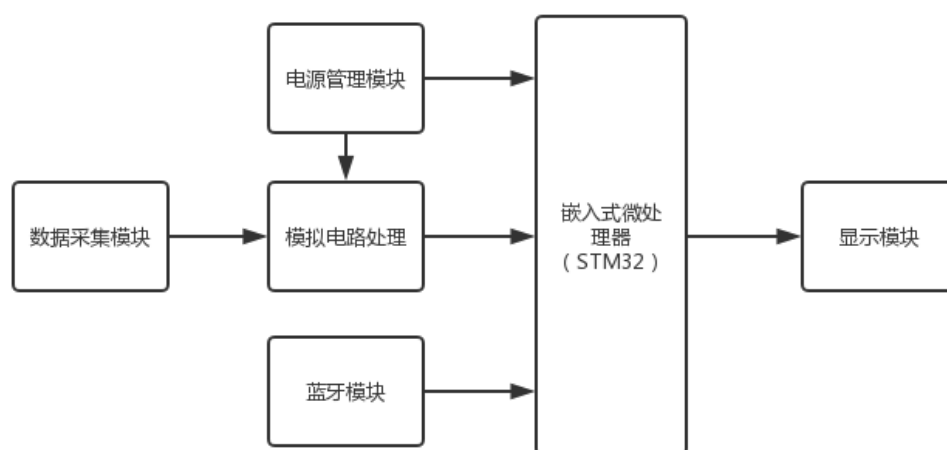 电源管理模块
数据采集模块
模拟电路处理
嵌入式微处
理器
（STM32）
显示模块
蓝牙模块